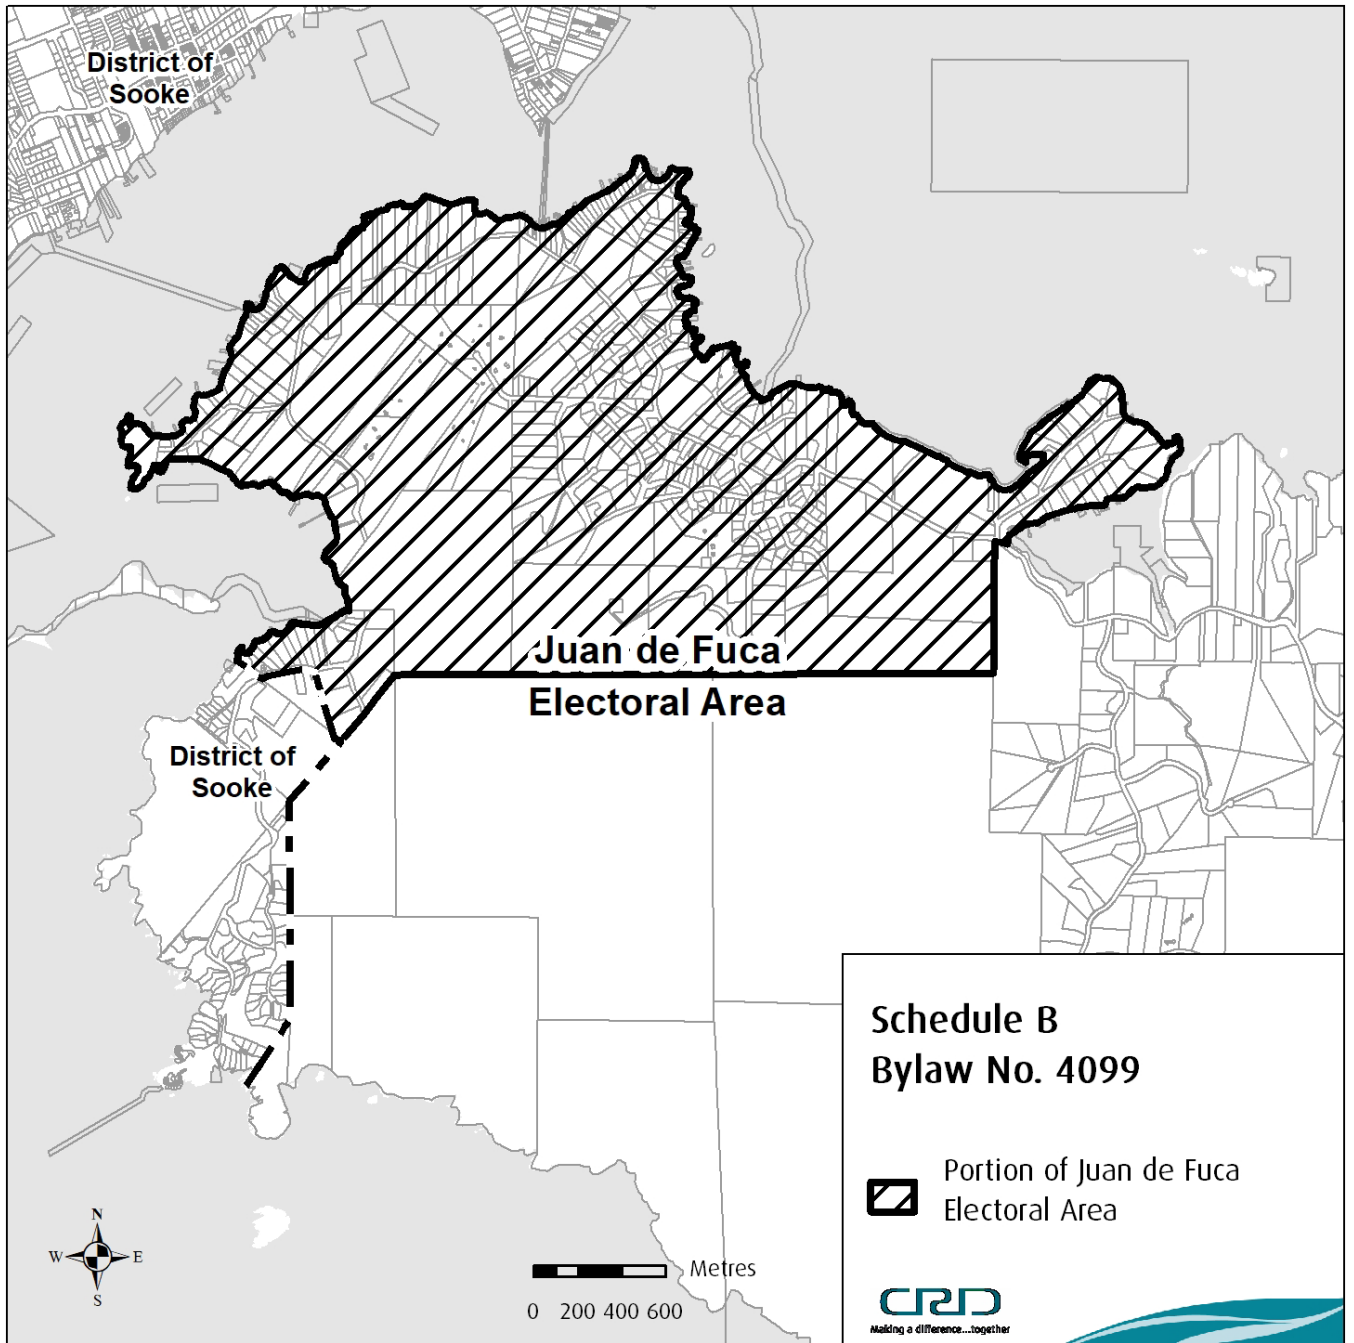 District of
Sooke
Juan de Fuca
Electoral Area
District of
Sooke
Schedule B
Bylaw No. 4099
Portion of Juan de Fuca
Electoral Area
N
W E
S
Metres
0 200 400 600
CRD
Making a difference...together